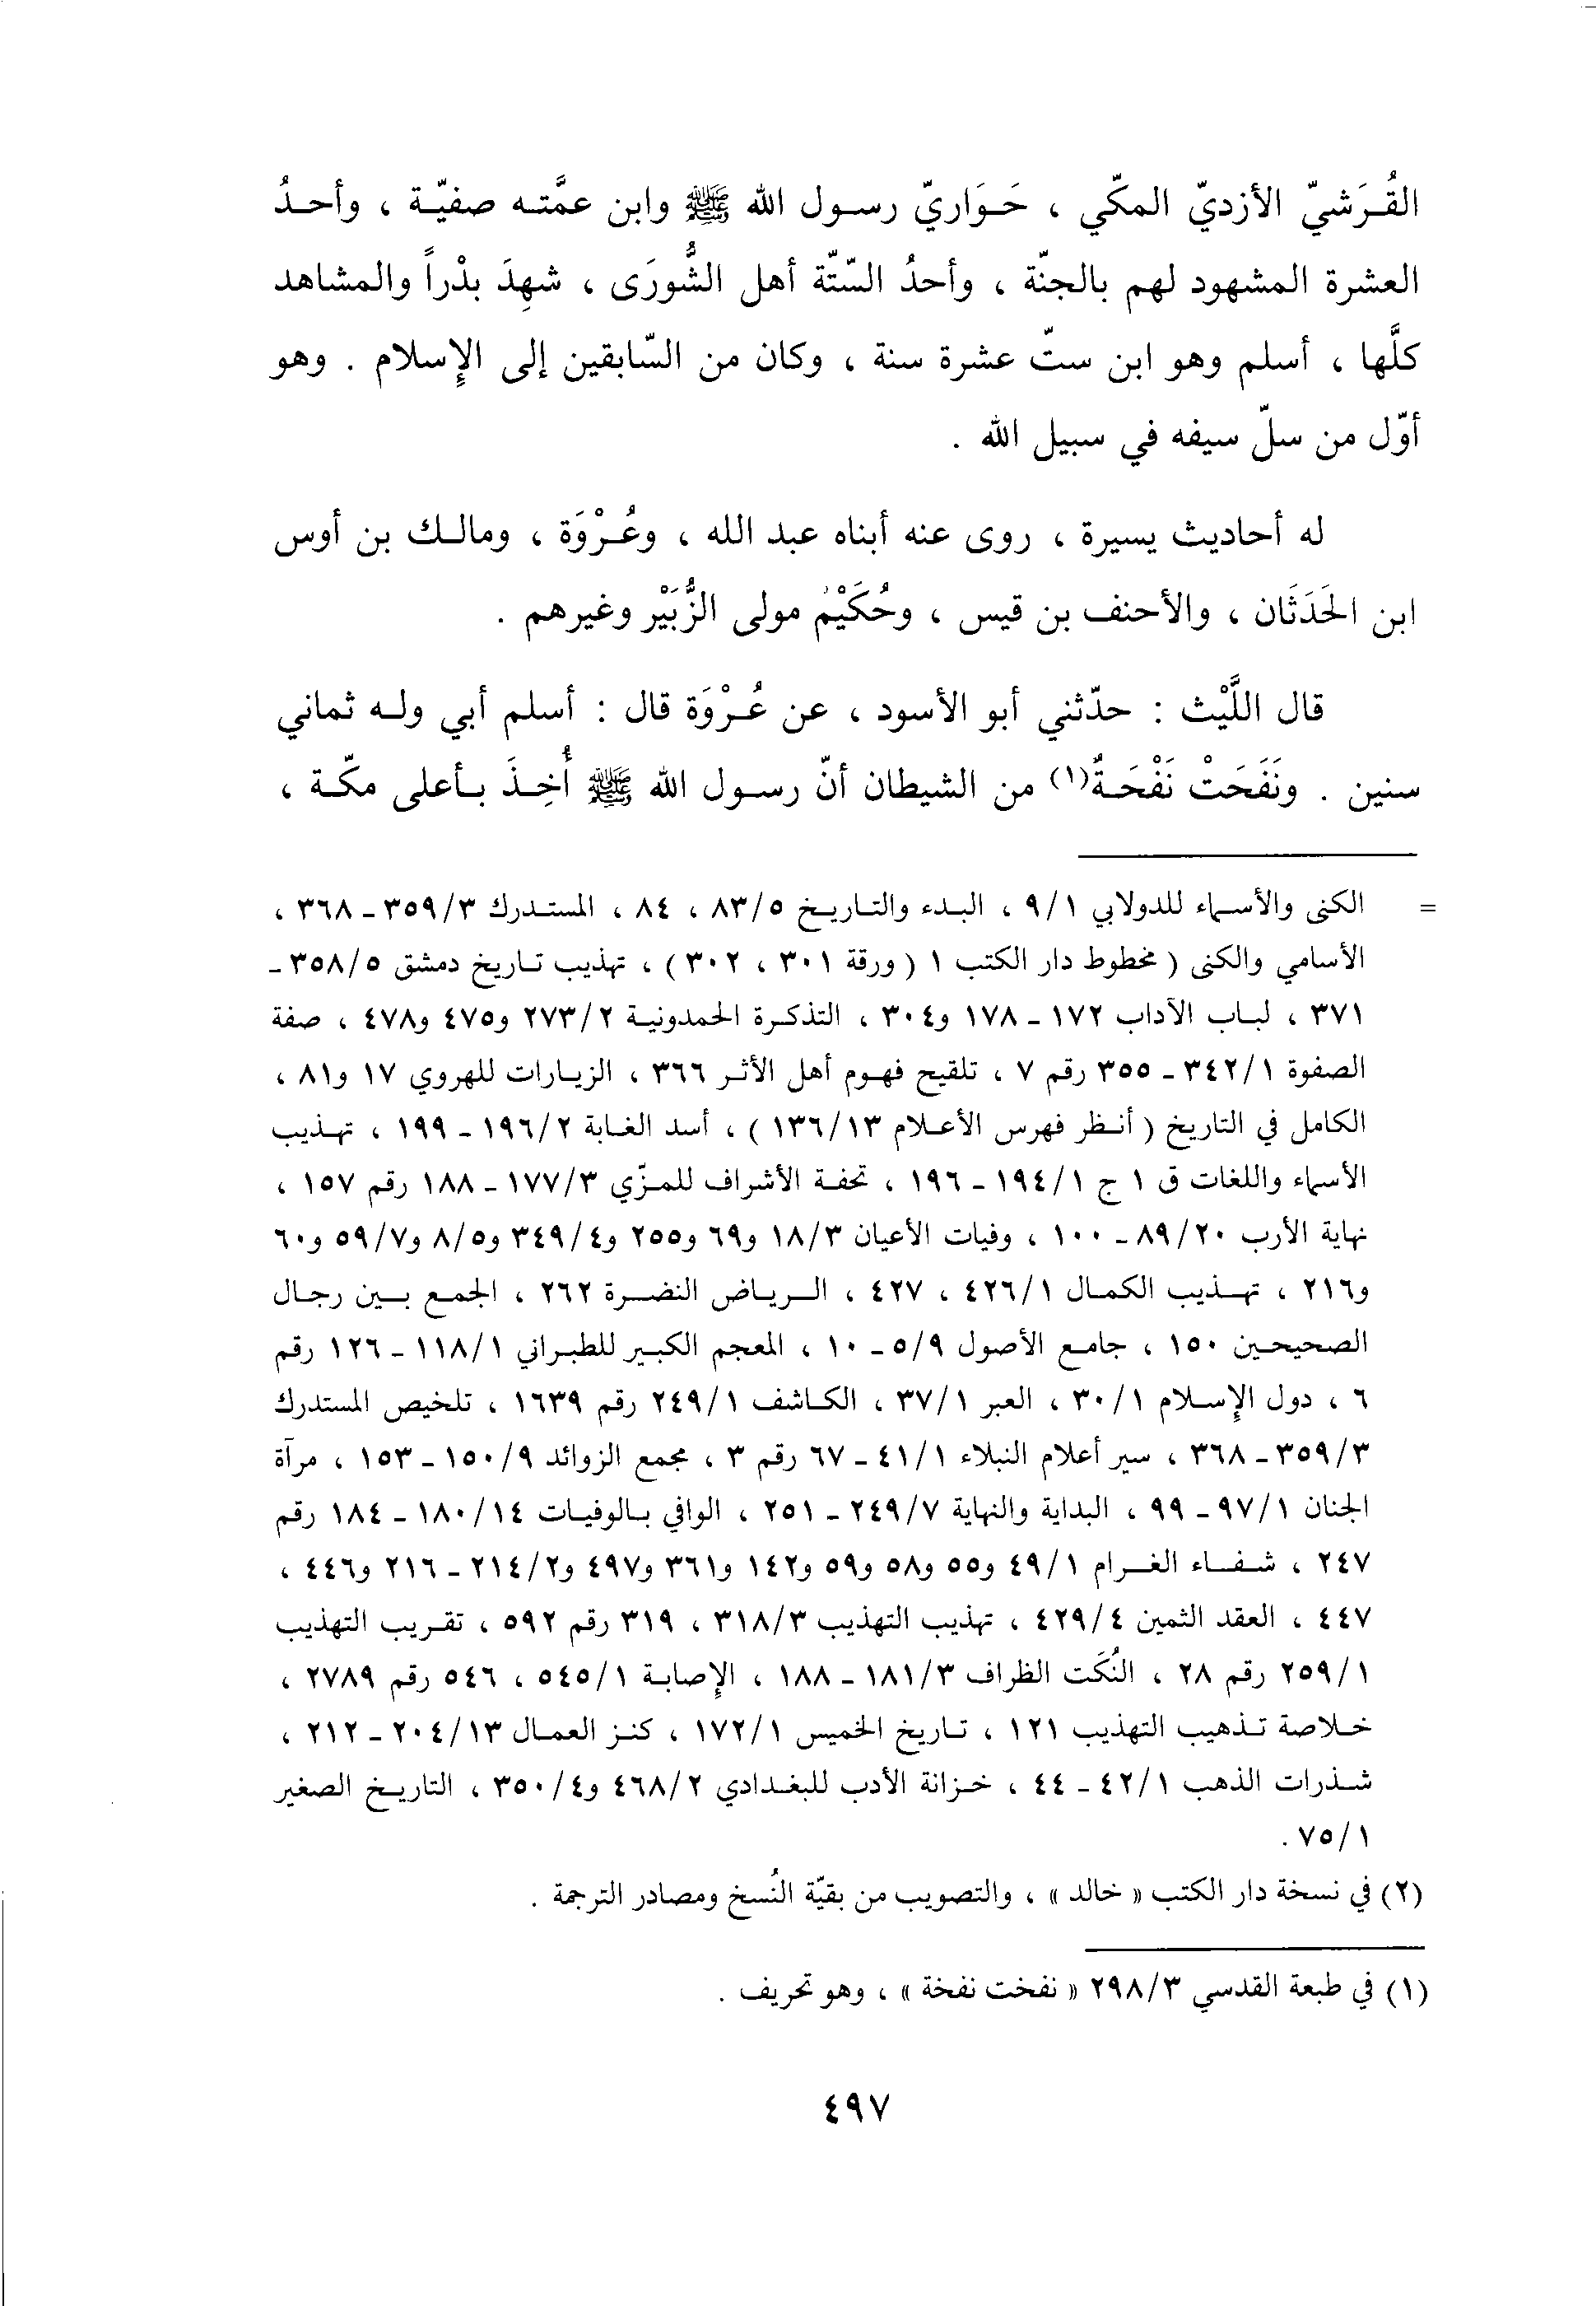 القُرَشيّ الأزديّ المكّي ، حَوَاريّ رسول الله ﷺ وابن عمَّته صفيّة ، وأحدُ
العشرة المشهود لهم بالجنّة ، وأحدُ السّتّة أهل الشُّورَى ، شهِدَ بدْراً والمشاهد
كلَّها ، أسلم وهو ابن ستّ عشرة سنة ، وكان من السّابقين إلى الإسلام . وهو
أوّل من سلّ سيفه في سبيل الله .
له أحاديث يسيرة ، روى عنه أبناه عبد الله ، وعُرْوَة ، ومالك بن أوس
ابن الحَدَثَان ، والأحنف بن قيس ، وحُكَيْمُ مولى الزُّبَيْر وغيرهم .
قال اللَّيْث : حدّثني أبو الأسود ، عن عُرْوَة قال : أسلم أبي وله ثماني
سنين . ونَفَحَتْ نَفْحَةٌ(١) من الشيطان أنّ رسول الله ﷺ أُخِذَ بأعلى مكّة ،
= الكنى والأسماء للدولابي ٩/١ ، البدء والتاريخ ٨٣/٥ ، ٨٤ ، المستدرك ٣٥٩/٣ ـ ٣٦٨ ،
الأسامي والكنى ( مخطوط دار الكتب ١ ( ورقة ٣٠١ ، ٣٠٢ ) ، تهذيب تاريخ دمشق ٣٥٨/٥ ـ
٣٧١ ، لباب الآداب ١٧٢ ـ ١٧٨ و٣٠٤ ، التذكرة الحمدونية ٢٧٣/٢ و٤٧٥ و٤٧٨ ، صفة
الصفوة ٣٤٢/١ ـ ٣٥٥ رقم ٧ ، تلقيح فهوم أهل الأثر ٣٦٦ ، الزيارات للهروي ١٧ و٨١ ،
الكامل في التاريخ ( أنظر فهرس الأعلام ١٣٦/١٣ ) ، أسد الغابة ١٩٦/٢ ـ ١٩٩ ، تهذيب
الأسماء واللغات ق ١ ج ١٩٤/١ ـ ١٩٦ ، تحفة الأشراف للمزّي ١٧٧/٣ ـ ١٨٨ رقم ١٥٧ ،
نهاية الأرب ٨٩/٢٠ ـ ١٠٠ ، وفيات الأعيان ١٨/٣ و٦٩ و٢٥٥ و٣٤٩/٤ و٨/٥ و٥٩/٧ و٦٠
و٢١٦ ، تهذيب الكمال ٤٢٦/١ ، ٤٢٧ ، الرياض النضرة ٢٦٢ ، الجمع بين رجال
الصحيحين ١٥٠ ، جامع الأصول ٥/٩ ـ ١٠ ، المعجم الكبير للطبراني ١١٨/١ ـ ١٢٦ رقم
٦ ، دول الإسلام ٣٠/١ ، العبر ٣٧/١ ، الكاشف ٢٤٩/١ رقم ١٦٣٩ ، تلخيص المستدرك
٣٥٩/٣ ـ ٣٦٨ ، سير أعلام النبلاء ٤١/١ ـ ٦٧ رقم ٣ ، مجمع الزوائد ١٥٠/٩ ـ ١٥٣ ، مرآة
الجنان ٩٧/١ ـ ٩٩ ، البداية والنهاية ٢٤٩/٧ ـ ٢٥١ ، الوافي بالوفيات ١٨٠/١٤ ـ ١٨٤ رقم
٢٤٧ ، شفاء الغرام ٤٩/١ و٥٥ و٥٨ و٥٩ و١٤٢ و٣٦١ و٤٩٧ و٢١٤/٢ ـ ٢١٦ و٤٤٦ ،
٤٤٧ ، العقد الثمين ٤٢٩/٤ ، تهذيب التهذيب ٣١٨/٣ ، ٣١٩ رقم ٥٩٢ ، تقريب التهذيب
٢٥٩/١ رقم ٢٨ ، النُكَت الظراف ١٨١/٣ ـ ١٨٨ ، الإصابة ٥٤٥/١ ، ٥٤٦ رقم ٢٧٨٩ ،
خلاصة تذهيب التهذيب ١٢١ ، تاريخ الخميس ١٧٢/١ ، كنز العمال ٢٠٤/١٣ ـ ٢١٢ ،
شذرات الذهب ٤٢/١ ـ ٤٤ ، خزانة الأدب للبغدادي ٤٦٨/٢ و٣٥٠/٤ ، التاريخ الصغير
٧٥/١ .
(٢) في نسخة دار الكتب « خالد » ، والتصويب من بقيّة النُسخ ومصادر الترجمة .
(١) في طبعة القدسي ٢٩٨/٣ « نفخت نفخة » ، وهو تحريف .
٤٩٧